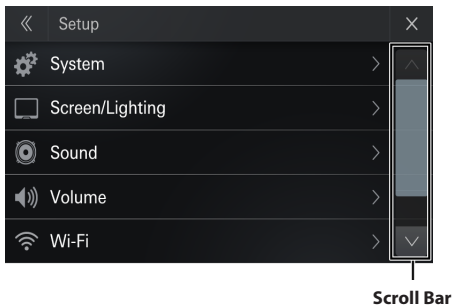 Setup
System
Screen/Lighting
Sound
Volume
Wi-Fi
Scroll Bar